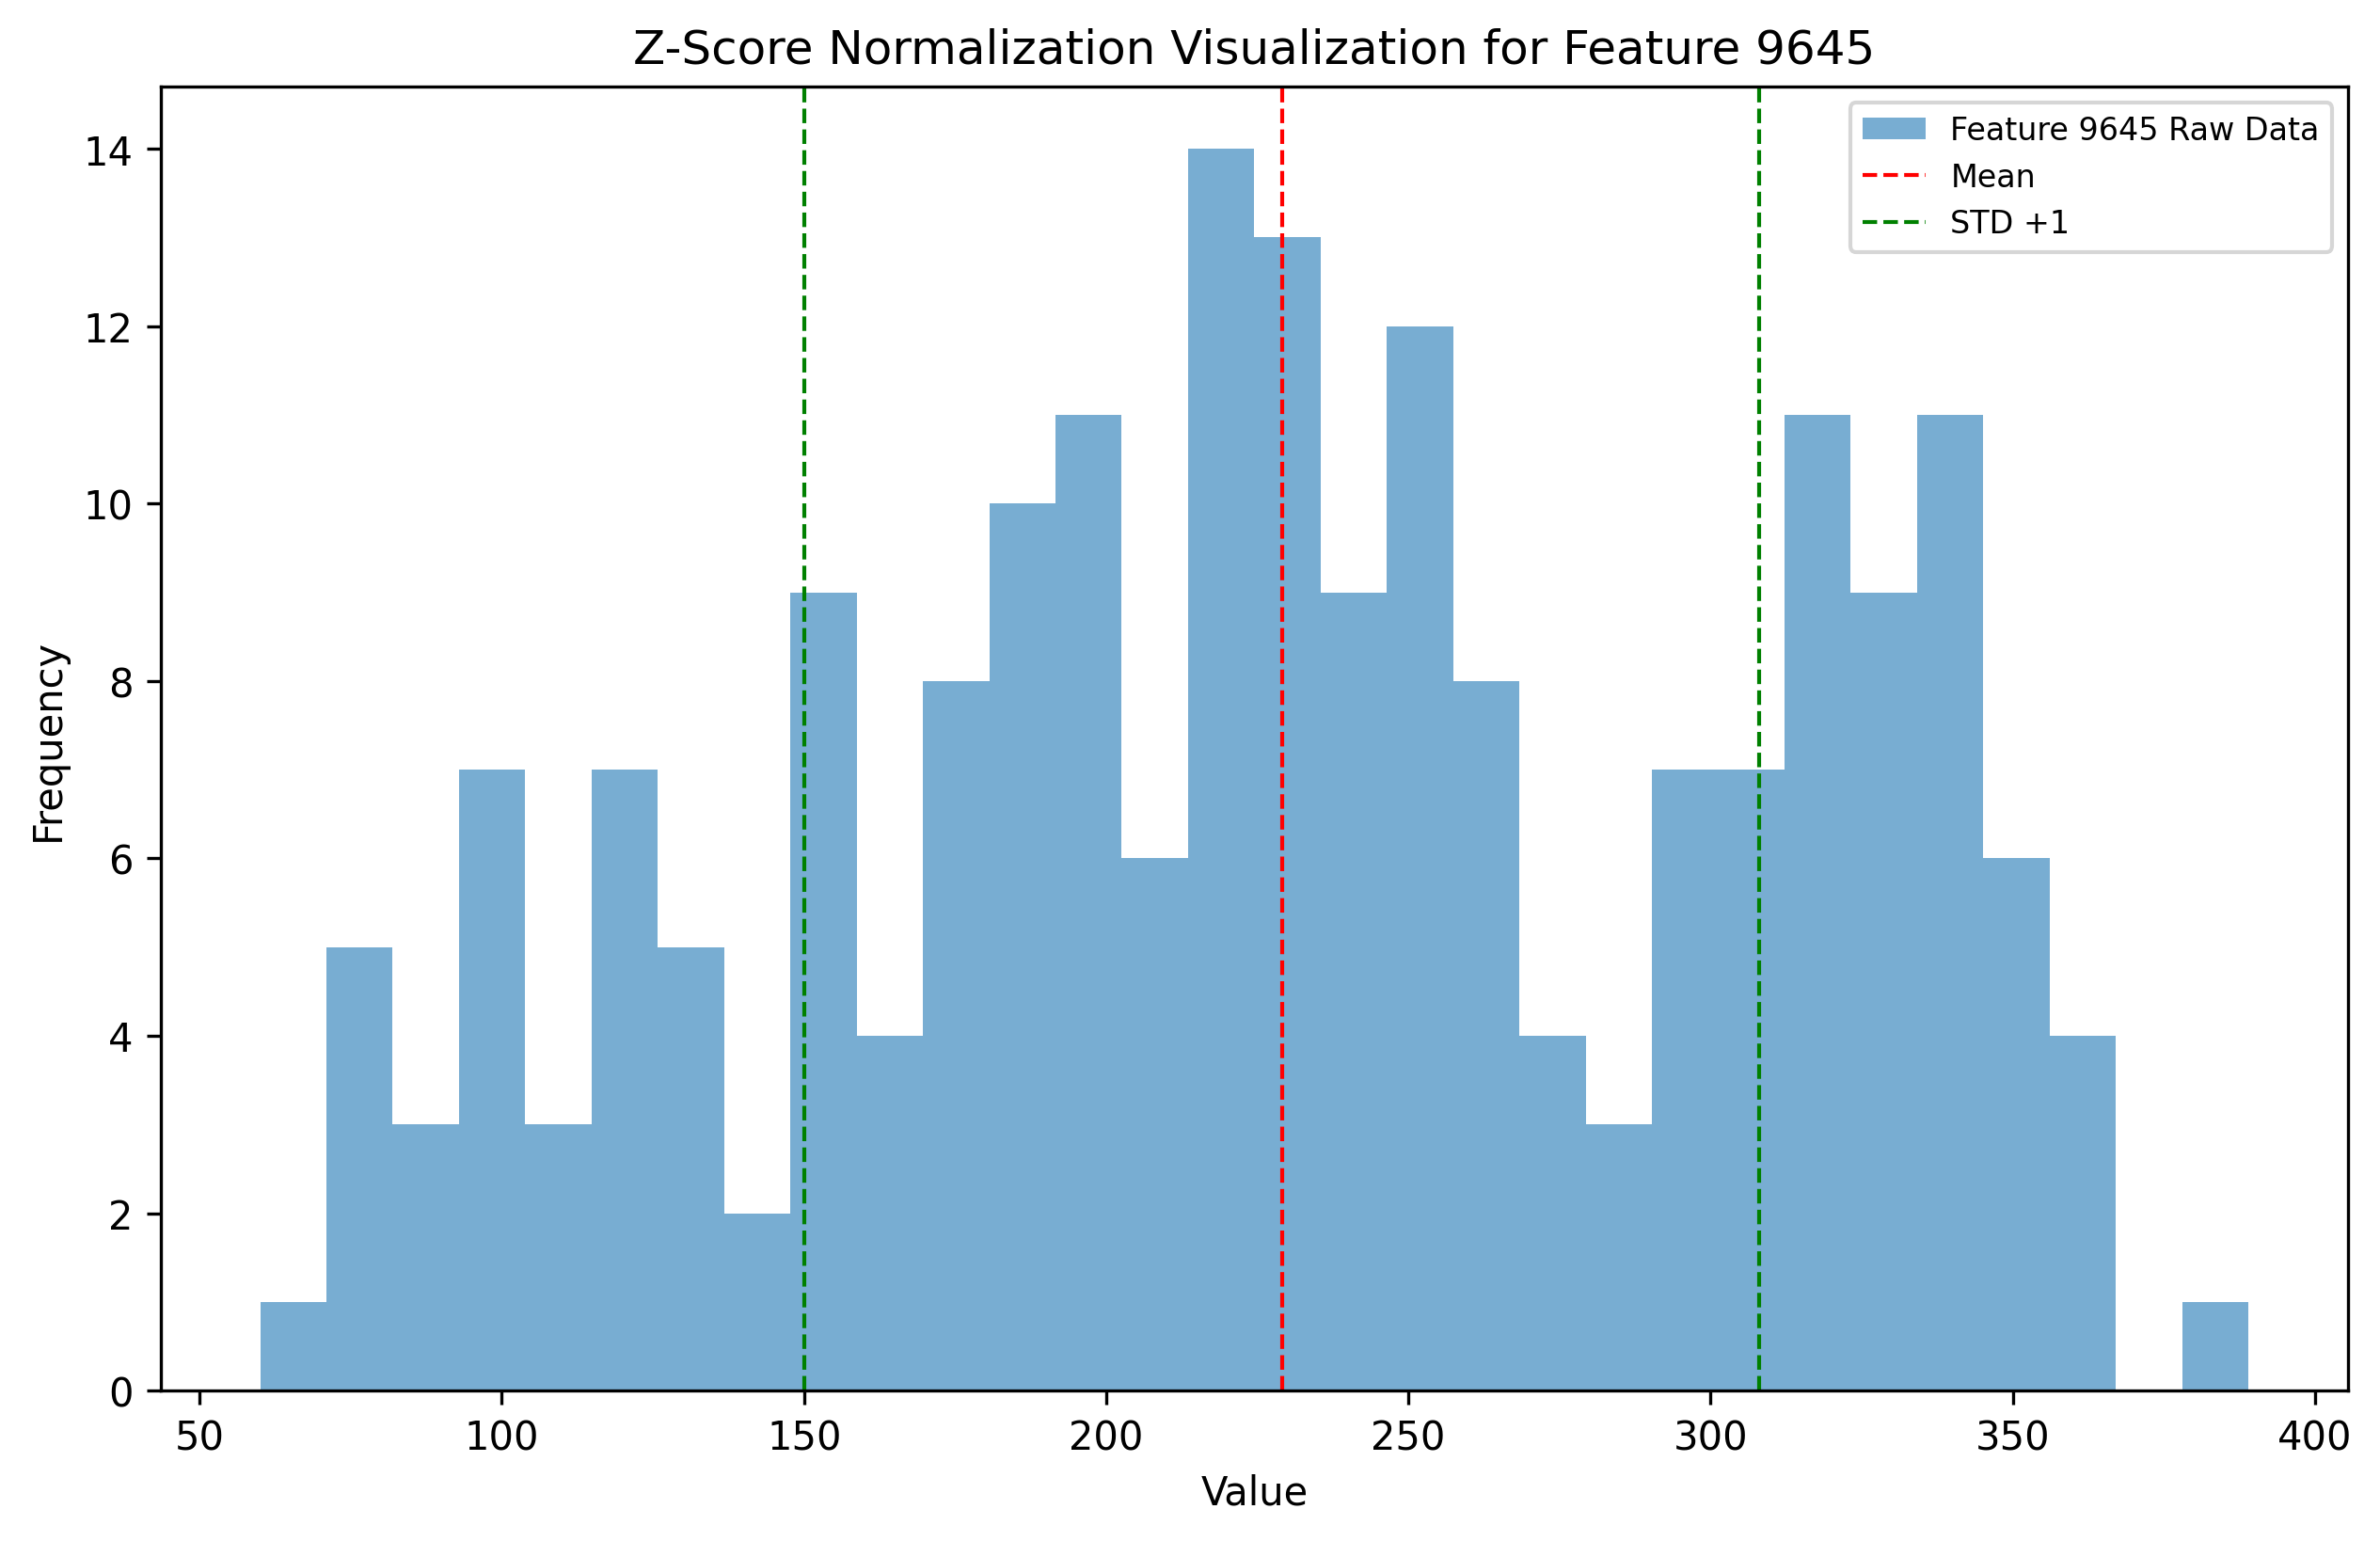 Z-Score Normalization Visualization for Feature 9645
Feature 9645 Raw Data
Mean
STD +1
14
12
10
8
6
4
2
0
Frequency
50 100 150 200 250 300 350 400
Value